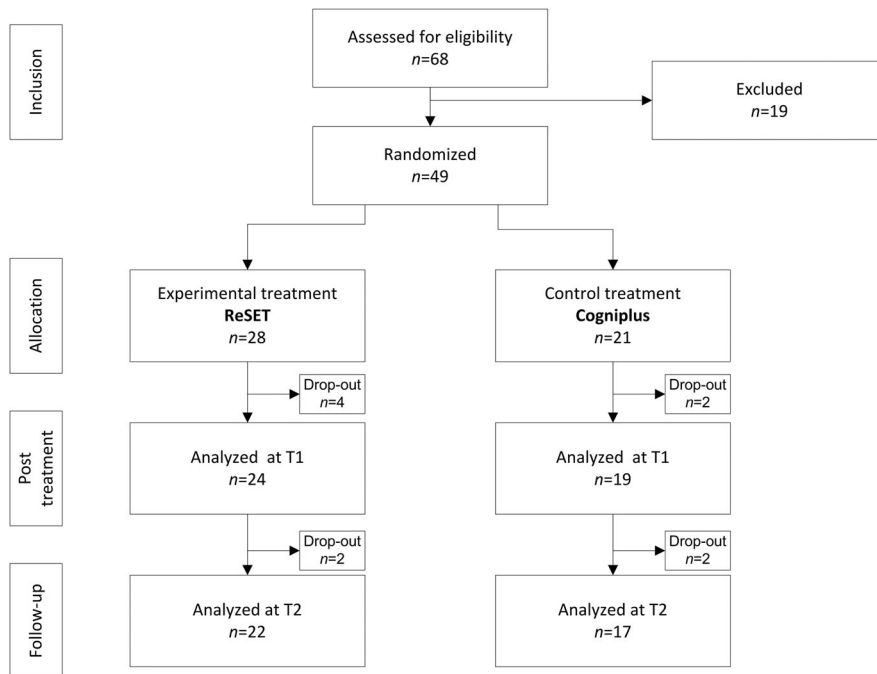 Inclusion
Assessed for eligibility
n=68
Excluded
n=19
Randomized
n=49
Allocation
Experimental treatment
ReSET
n=28
Control treatment
Cogniplus
n=21
Drop-out
n=4
Drop-out
n=2
Post
treatment
Analyzed at T1
n=24
Analyzed at T1
n=19
Drop-out
n=2
Drop-out
n=2
Follow-up
Analyzed at T2
n=22
Analyzed at T2
n=17